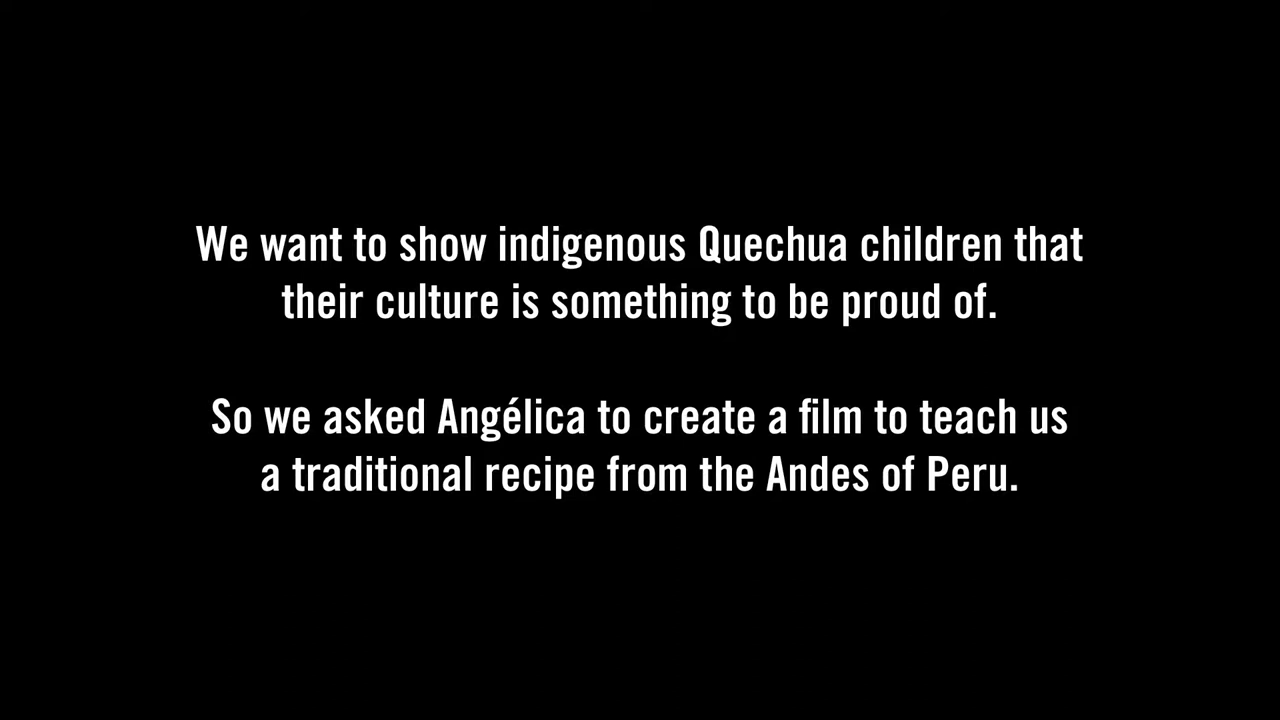 We want to show indigenous Quechua children that
their culture is something to be proud of.
So we asked Angélica to create a film to teach us
a traditional recipe from the Andes of Peru.